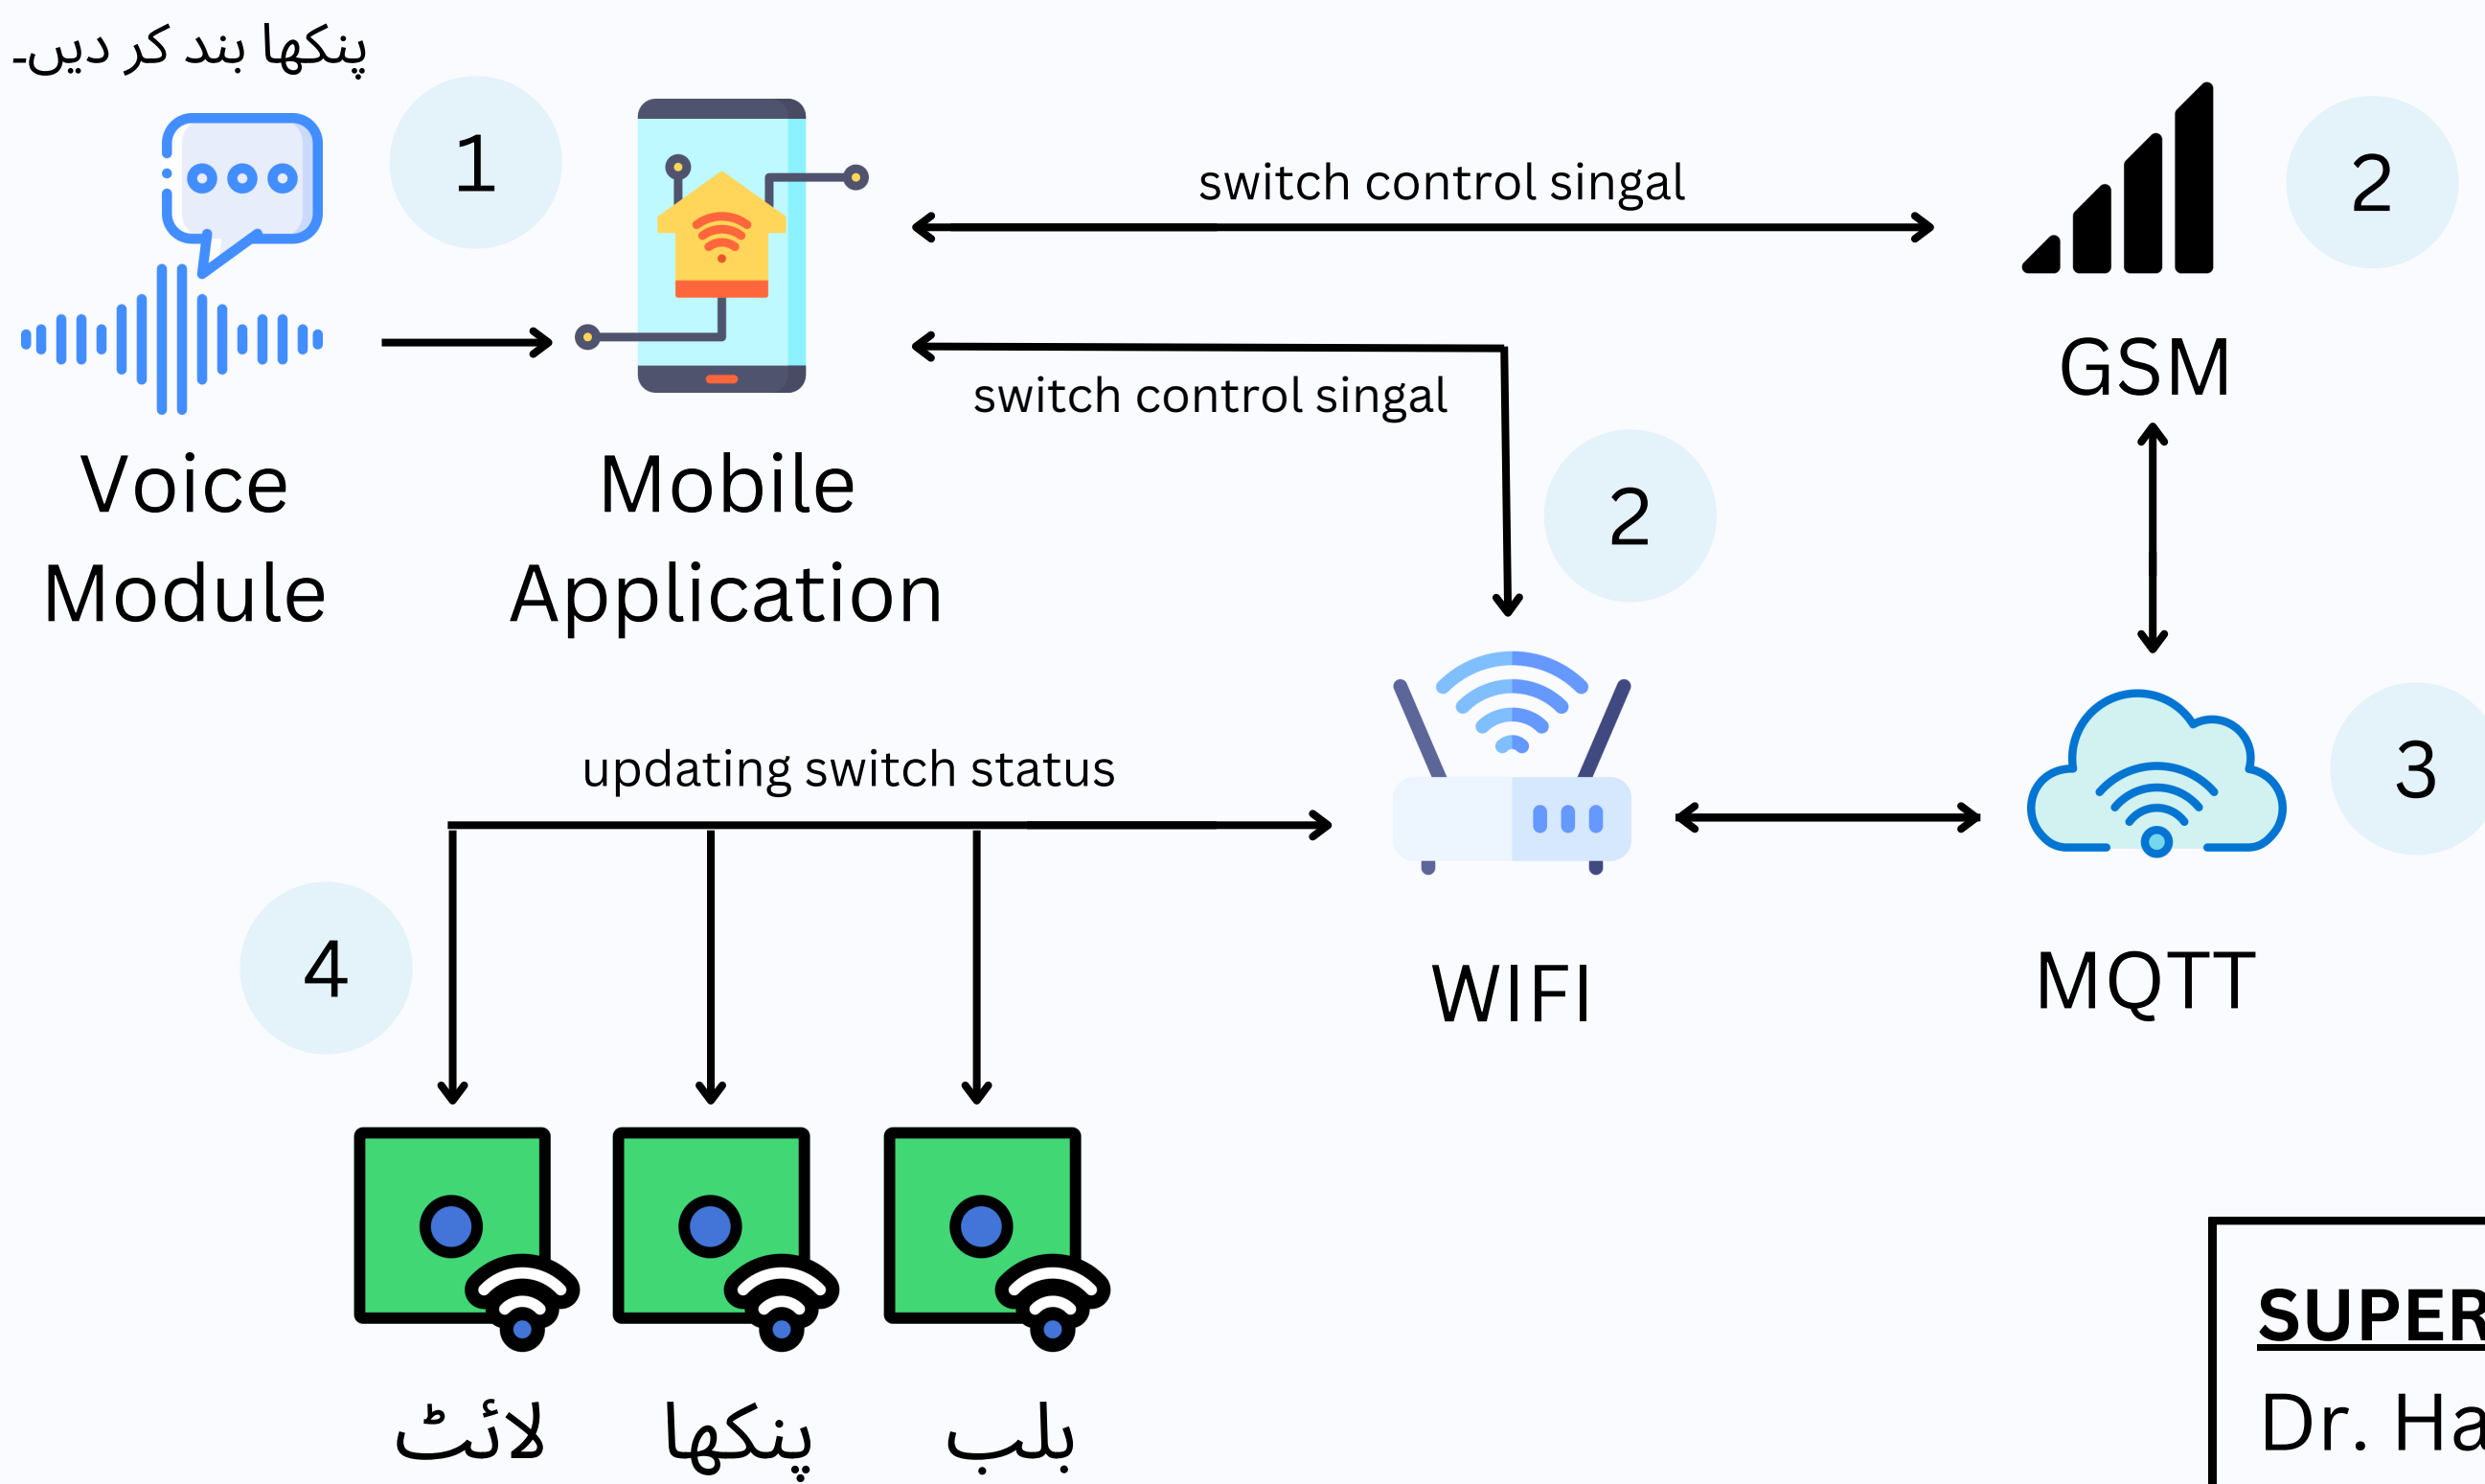 پنکھا بند کر دیں۔
1
2
switch control singal
switch control singal
GSM
Voice
Module
Mobile
Application
2
updating switch status
3
4
WIFI
MQTT
لائٹ
پنکھا
بلب
SUPER
Dr. Ha